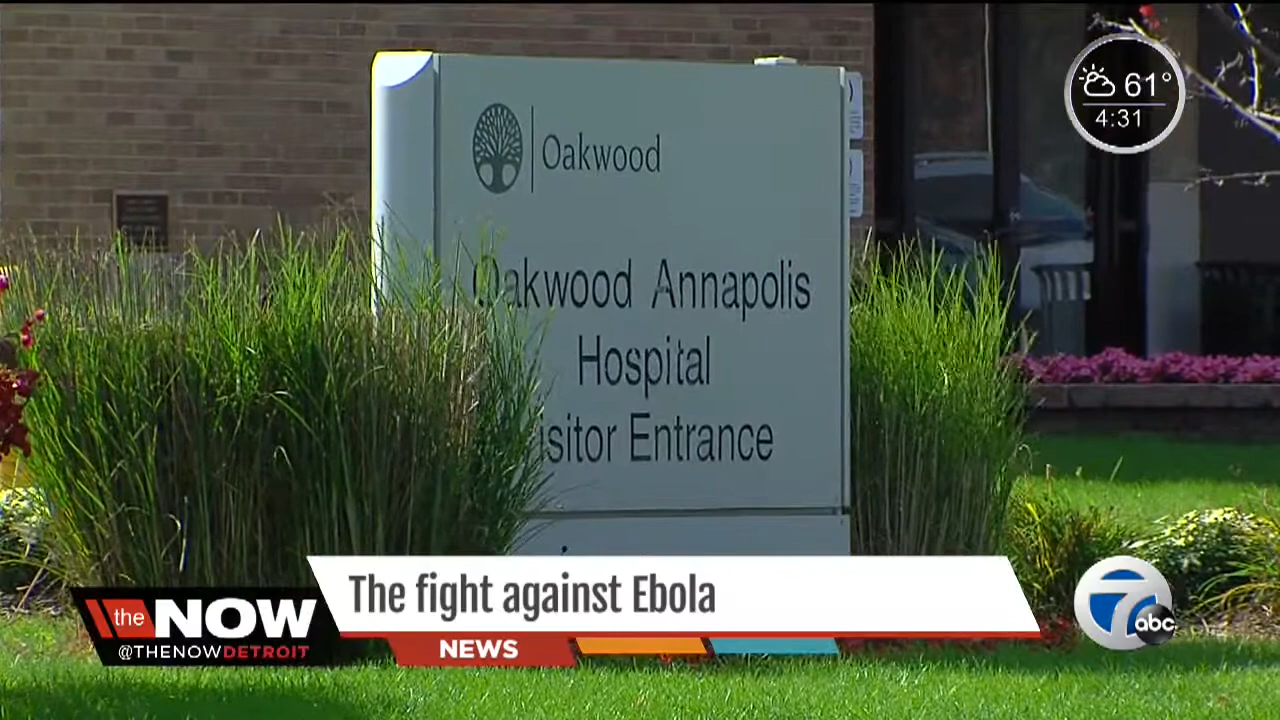 61°
4:31
Oakwood
Oakwood Annapolis
Hospital
isitor Entrance
The fight against Ebola
the NOW
@THENOWDETROIT
NEWS
7
abc